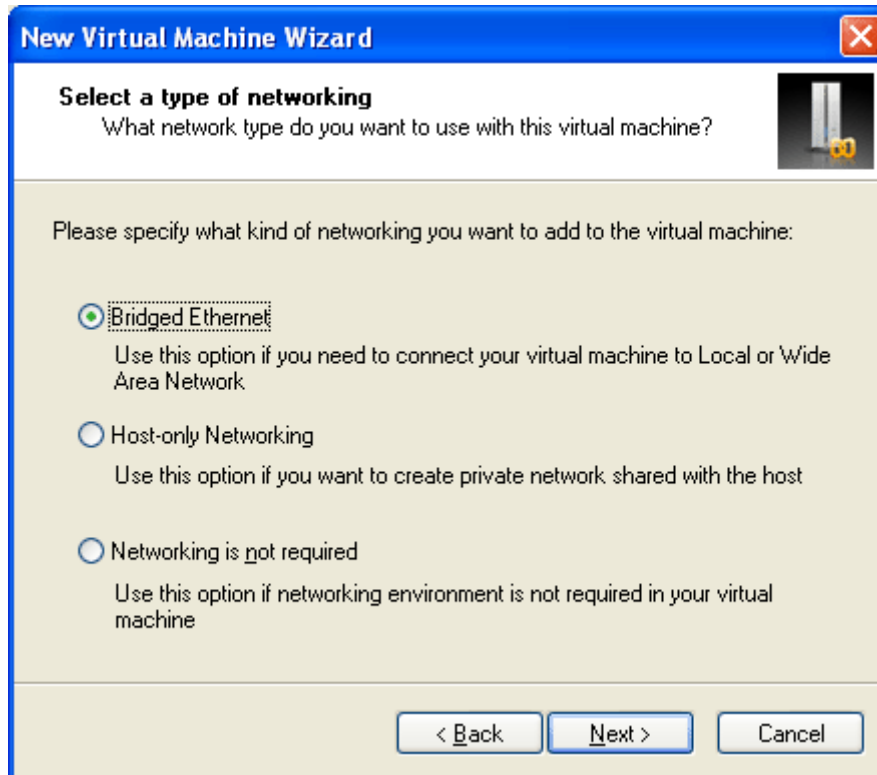 New Virtual Machine Wizard
Select a type of networking
What network type do you want to use with this virtual machine?
Please specify what kind of networking you want to add to the virtual machine:
Bridged Ethernet
Use this option if you need to connect your virtual machine to Local or Wide
Area Network
Host-only Networking
Use this option if you want to create private network shared with the host
Networking is not required
Use this option if networking environment is not required in your virtual
machine
< Back
Next >
Cancel